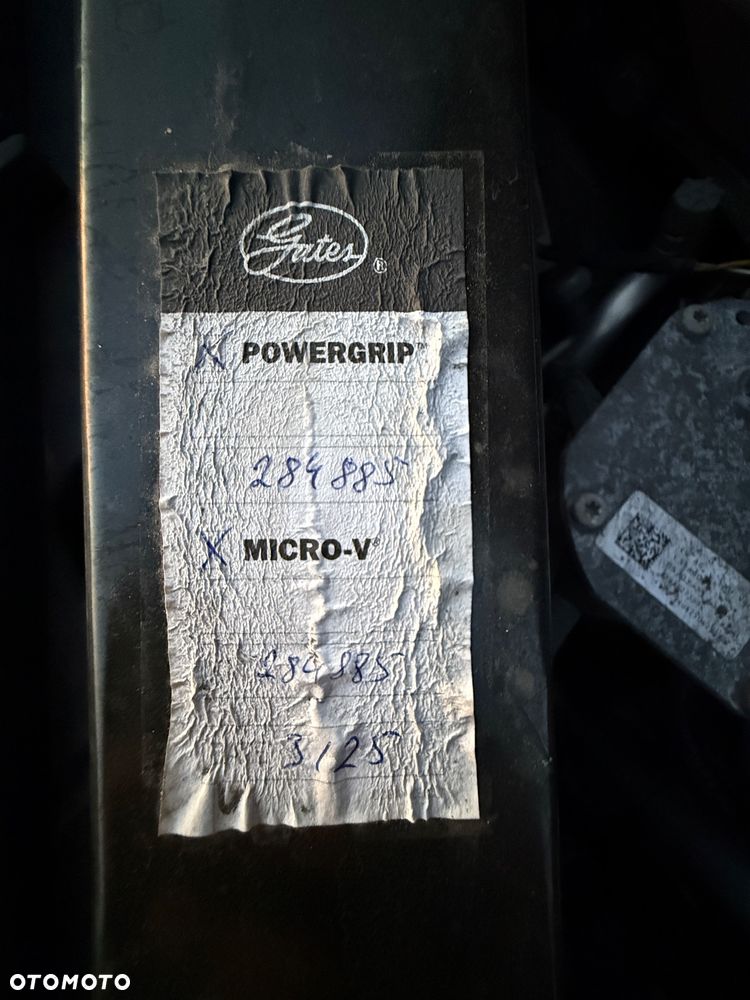 Gates®
X POWERGRIP®
284885
X MICRO-V®
284885
3/25
OTOMOTO